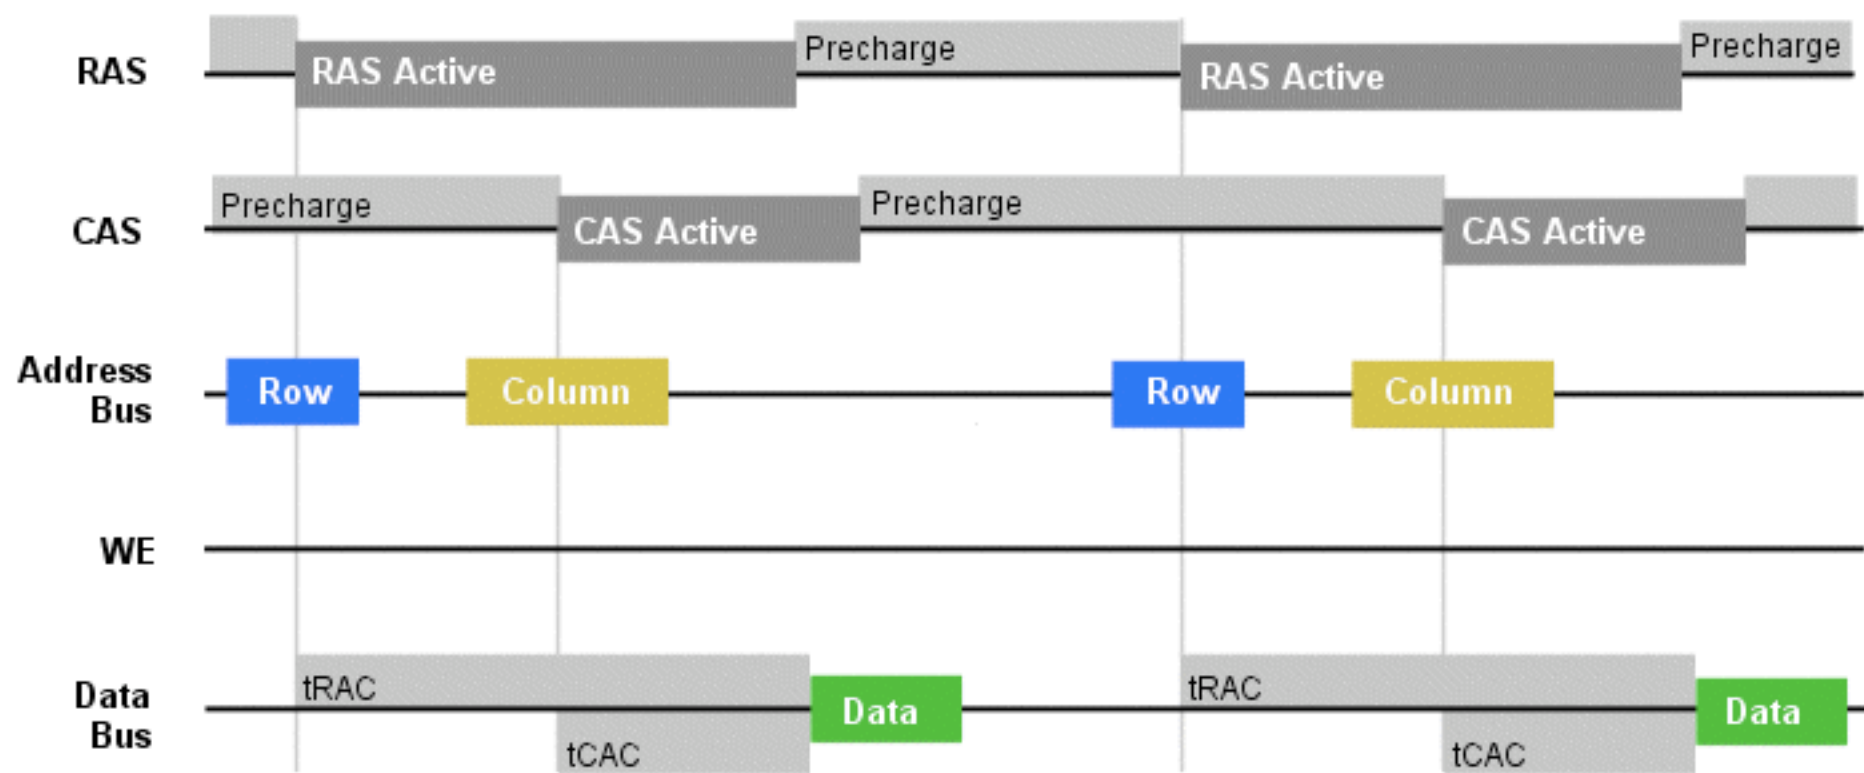 RAS
RAS Active
Precharge
RAS Active
Precharge
CAS
Precharge
CAS Active
Precharge
CAS Active
Address
Bus
Row
Column
Row
Column
WE
Data
Bus
tRAC
Data
tRAC
Data
tCAC
tCAC